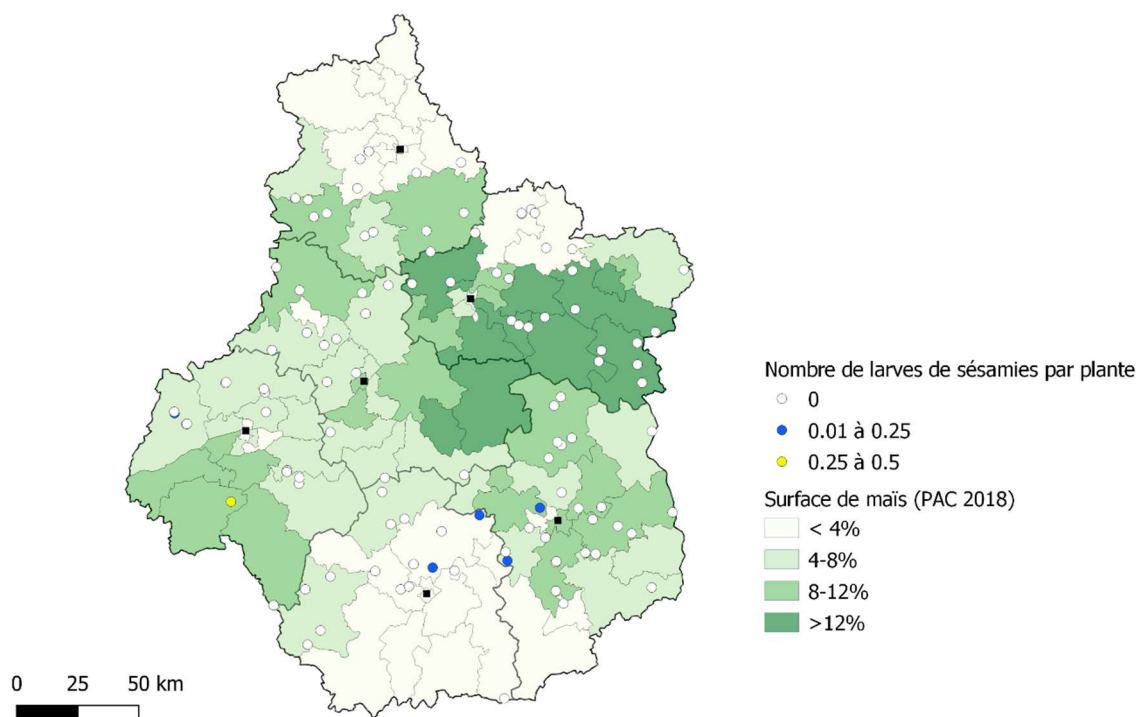 Nombre de larves de sésamies par plante
0
0.01 à 0.25
0.25 à 0.5
Surface de maïs (PAC 2018)
< 4%
4-8%
8-12%
>12%
0 25 50 km